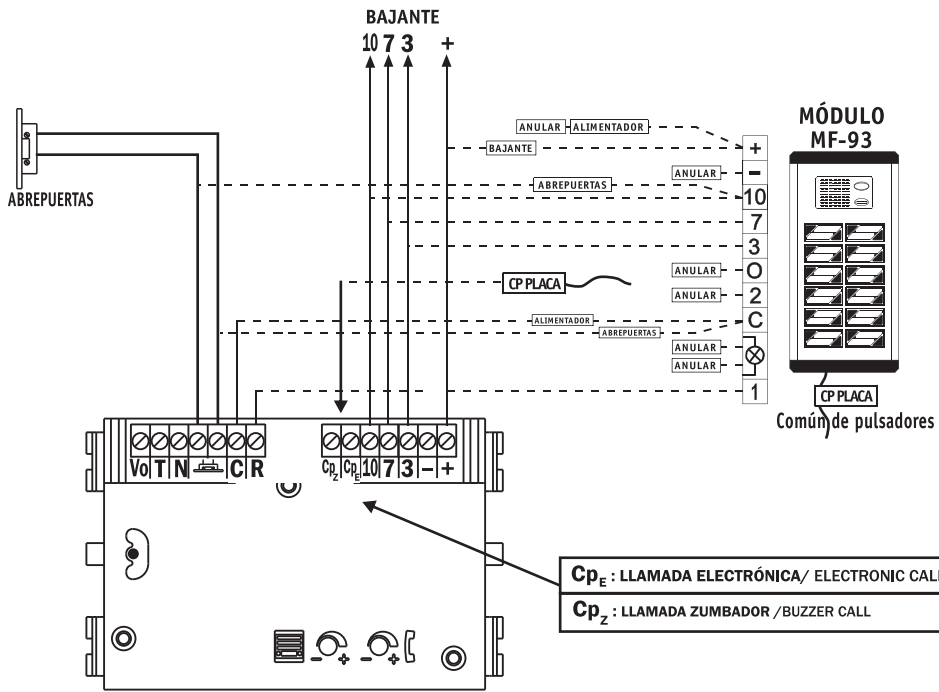 BAJANTE
10 7 3 +
ANULAR ALIMENTADOR
BAJANTE
ABREPUERTAS
ANULAR
ABREPUERTAS
CP PLACA
ANULAR
ANULAR
ALIMENTADOR
ABREPUERTAS
ANULAR
ANULAR
+
-
10
7
3
O
2
C
1
MÓDULO
MF-93
CP PLACA
Común de pulsadores
Vo T N C R
CpZ CpE 10 7 3 - +
- + - +
CpE : LLAMADA ELECTRÓNICA/ ELECTRONIC CALL
CpZ : LLAMADA ZUMBADOR /BUZZER CALL